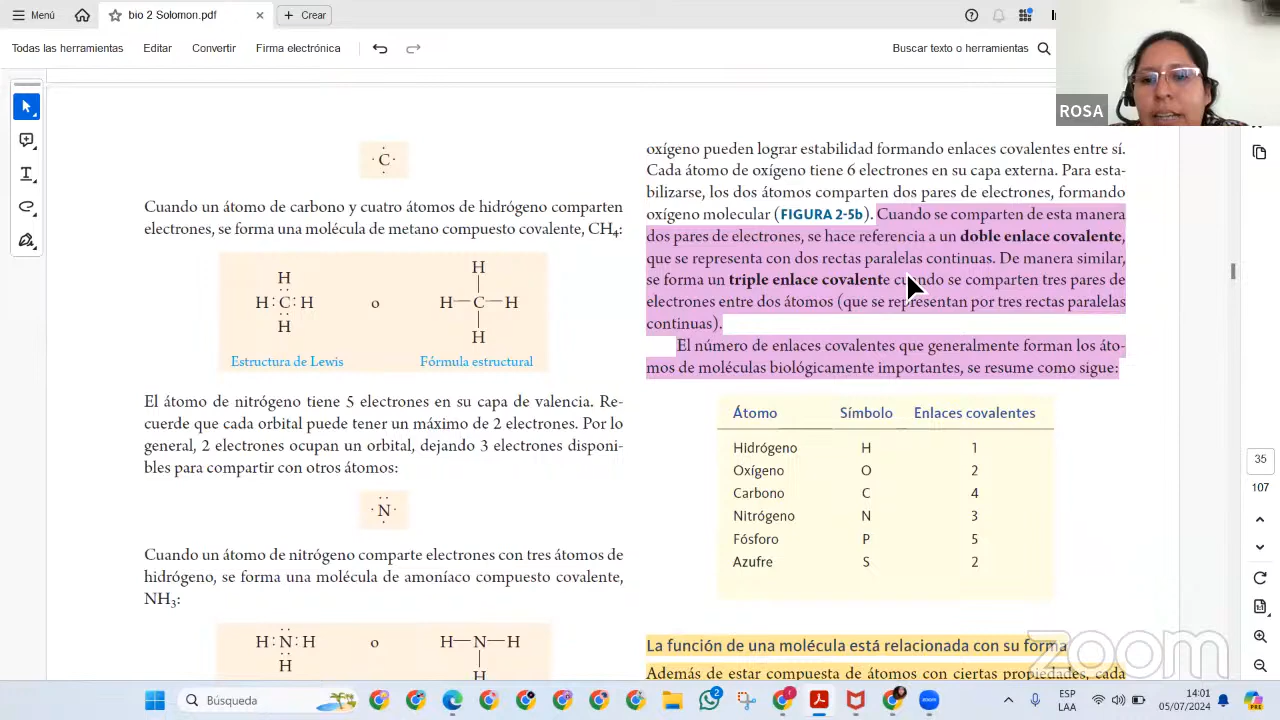 Menú
bio 2 Solomon.pdf
Crear
Todas las herramientas
Editar
Convertir
Firma electrónica
Buscar texto o herramientas
ROSA
· C ·
Cuando un átomo de carbono y cuatro átomos de hidrógeno comparten
electrones, se forma una molécula de metano compuesto covalente, CH₄:
H
H : C : H
H
o
H
H—C—H
H
Estructura de Lewis
Fórmula estructural
El átomo de nitrógeno tiene 5 electrones en su capa de valencia. Re-
cuerde que cada orbital puede tener un máximo de 2 electrones. Por lo
general, 2 electrones ocupan un orbital, dejando 3 electrones disponi-
bles para compartir con otros átomos:
· N ·
Cuando un átomo de nitrógeno comparte electrones con tres átomos de
hidrógeno, se forma una molécula de amoníaco compuesto covalente,
NH₃:
H : N : H
H
o
H—N—H
H
oxígeno pueden lograr estabilidad formando enlaces covalentes entre sí.
Cada átomo de oxígeno tiene 6 electrones en su capa externa. Para esta-
bilizarse, los dos átomos comparten dos pares de electrones, formando
oxígeno molecular (FIGURA 2-5b). Cuando se comparten de esta manera
dos pares de electrones, se hace referencia a un doble enlace covalente,
que se representa con dos rectas paralelas continuas. De manera similar,
se forma un triple enlace covalente cuando se comparten tres pares de
electrones entre dos átomos (que se representan por tres rectas paralelas
continuas).
El número de enlaces covalentes que generalmente forman los áto-
mos de moléculas biológicamente importantes, se resume como sigue:
Átomo Símbolo Enlaces covalentes
Hidrógeno H 1
Oxígeno O 2
Carbono C 4
Nitrógeno N 3
Fósforo P 5
Azufre S 2
La función de una molécula está relacionada con su forma
Además de estar compuesta de átomos con ciertas propiedades, cada
35
107
zoom
Búsqueda
2
ESP
LAA
14:01
05/07/2024